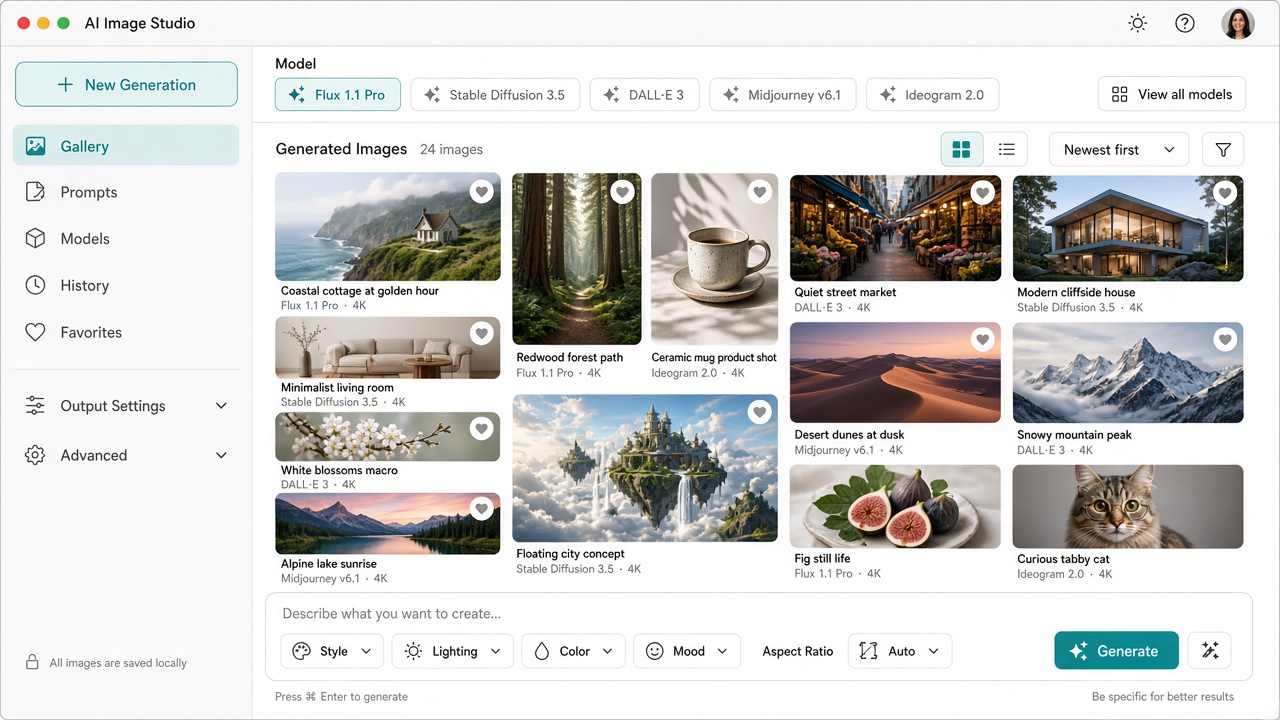 AI Image Studio
New Generation
Gallery
Prompts
Models
History
Favorites
Output Settings
Advanced
All images are saved locally
Model
Flux 1.1 Pro
Stable Diffusion 3.5
DALL·E 3
Midjourney v6.1
Ideogram 2.0
View all models
Generated Images 24 images
Newest first
Coastal cottage at golden hour
Flux 1.1 Pro · 4K
Minimalist living room
Stable Diffusion 3.5 · 4K
White blossoms macro
DALL·E 3 · 4K
Alpine lake sunrise
Midjourney v6.1 · 4K
Redwood forest path
Flux 1.1 Pro · 4K
Ceramic mug product shot
Ideogram 2.0 · 4K
Floating city concept
Stable Diffusion 3.5 · 4K
Quiet street market
DALL·E 3 · 4K
Desert dunes at dusk
Midjourney v6.1 · 4K
Fig still life
Flux 1.1 Pro · 4K
Modern cliffside house
Stable Diffusion 3.5 · 4K
Snowy mountain peak
DALL·E 3 · 4K
Curious tabby cat
Ideogram 2.0 · 4K
Describe what you want to create...
Style
Lighting
Color
Mood
Aspect Ratio
Auto
Generate
Press ⌘ Enter to generate
Be specific for better results